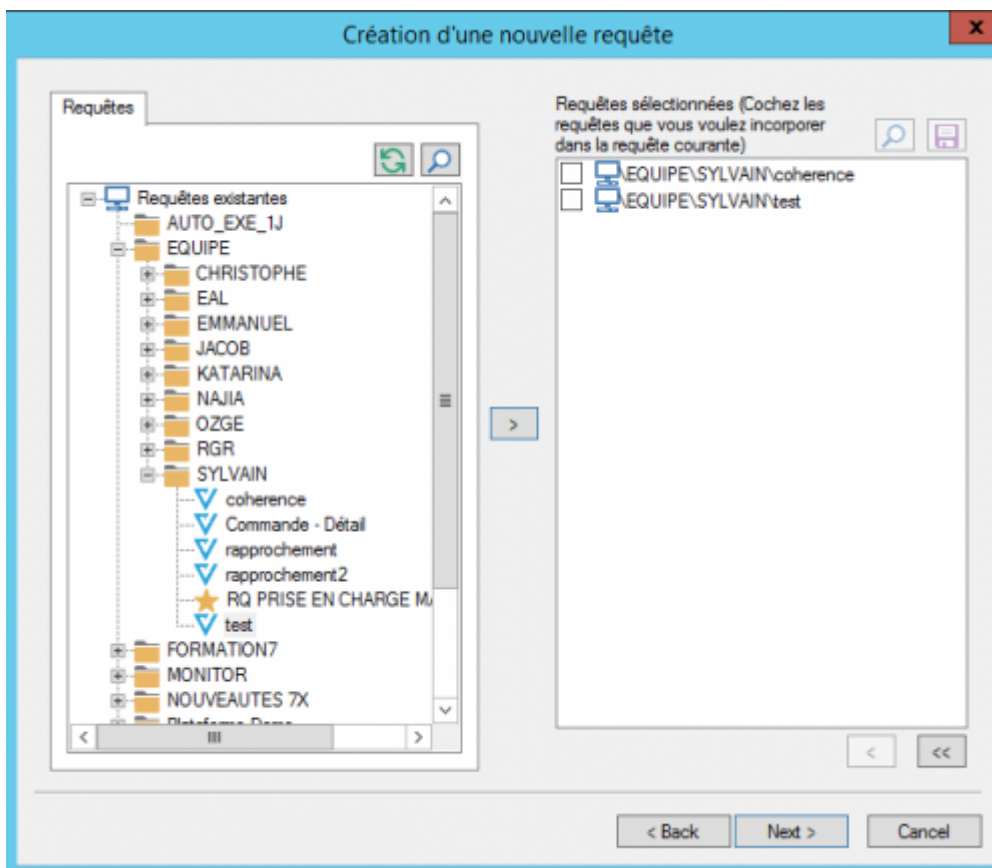 Création d'une nouvelle requête
x
Requêtes
Requêtes existantes
AUTO_EXE_1J
EQUIPE
CHRISTOPHE
EAL
EMMANUEL
JACOB
KATARINA
NAJIA
OZGE
RGR
SYLVAIN
coherence
Commande - Détail
rapprochement
rapprochement2
RQ PRISE EN CHARGE
test
FORMATION7
MONITOR
NOUVEAUTES 7X
>
Requêtes sélectionnées (Cochez les
requêtes que vous voulez incorporer
dans la requête courante)
\EQUIPE\SYLVAIN\coherence
\EQUIPE\SYLVAIN\test
<
<<
< Back
Next >
Cancel